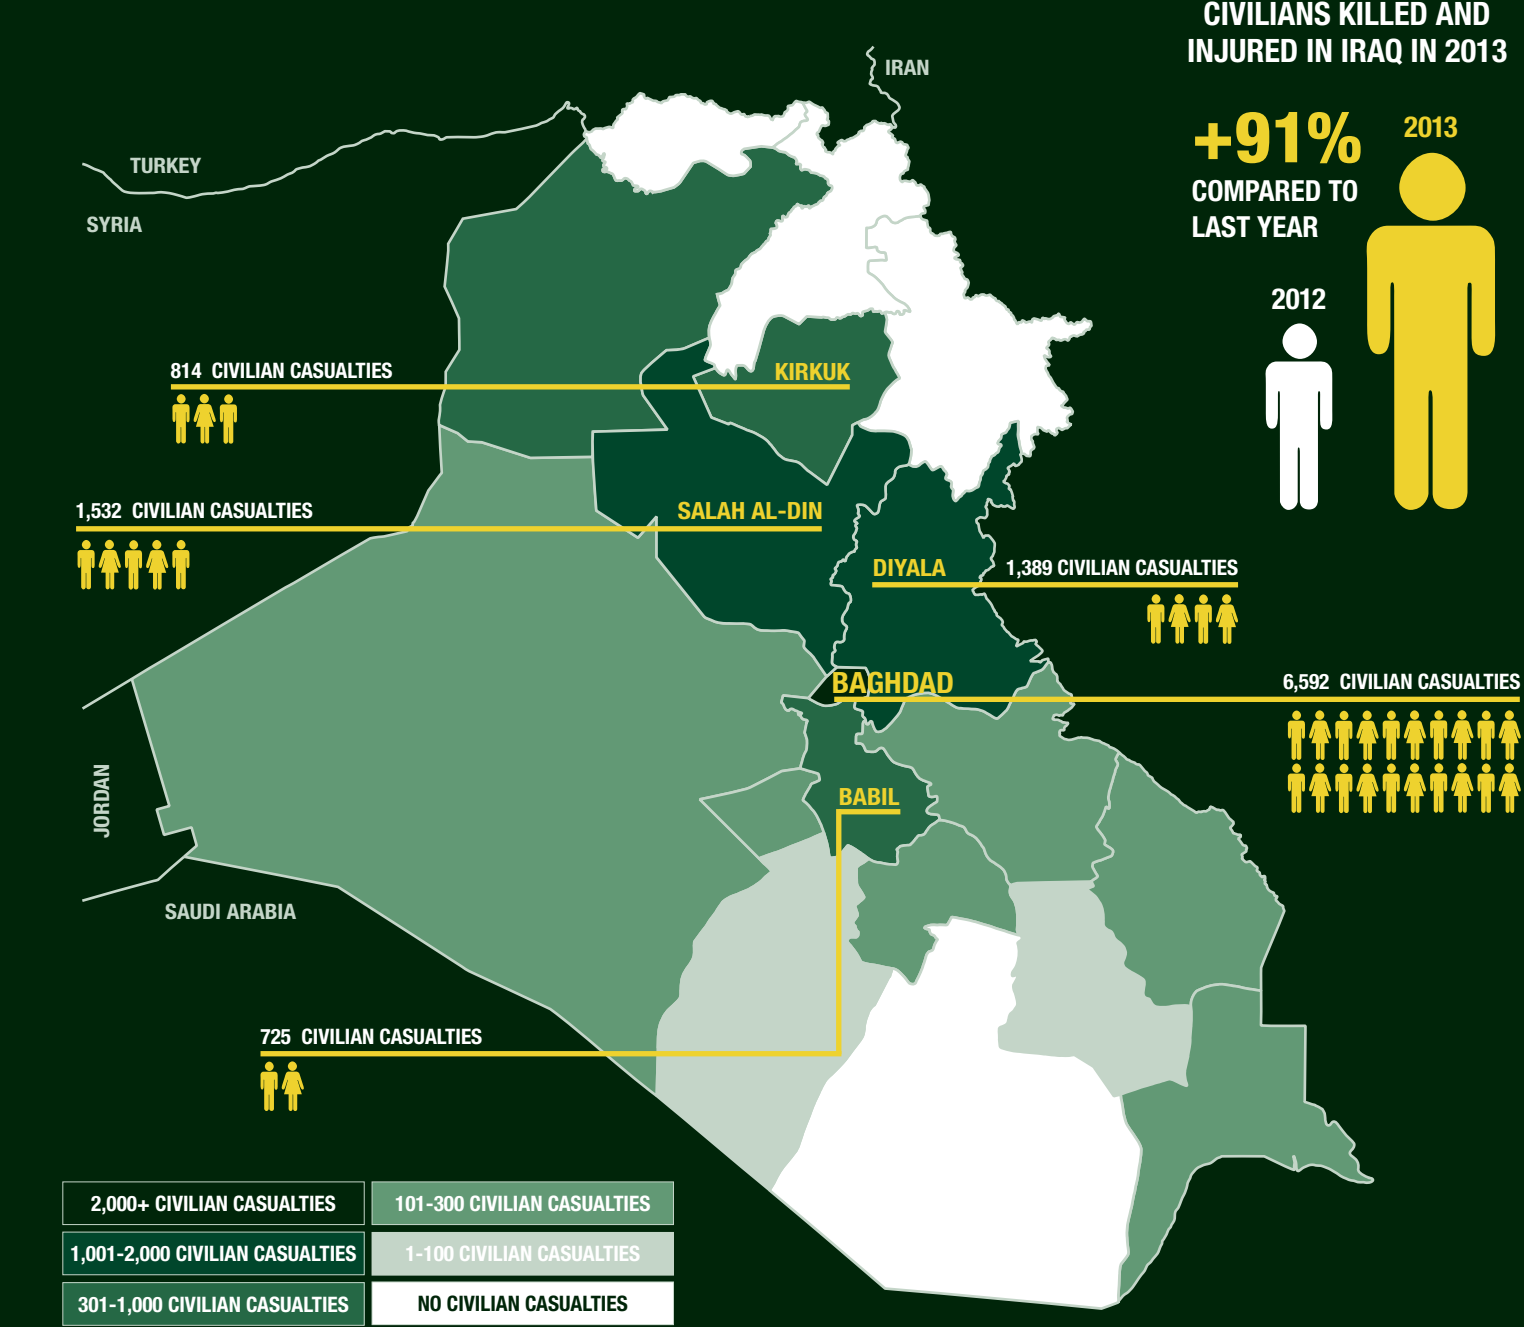 CIVILIANS KILLED AND
INJURED IN IRAQ IN 2013
+91%
COMPARED TO
LAST YEAR
2013
2012
IRAN
TURKEY
SYRIA
814 CIVILIAN CASUALTIES
KIRKUK
1,532 CIVILIAN CASUALTIES
SALAH AL-DIN
DIYALA
1,389 CIVILIAN CASUALTIES
BAGHDAD
6,592 CIVILIAN CASUALTIES
JORDAN
BABIL
SAUDI ARABIA
725 CIVILIAN CASUALTIES
2,000+ CIVILIAN CASUALTIES
1,001-2,000 CIVILIAN CASUALTIES
301-1,000 CIVILIAN CASUALTIES
101-300 CIVILIAN CASUALTIES
1-100 CIVILIAN CASUALTIES
NO CIVILIAN CASUALTIES